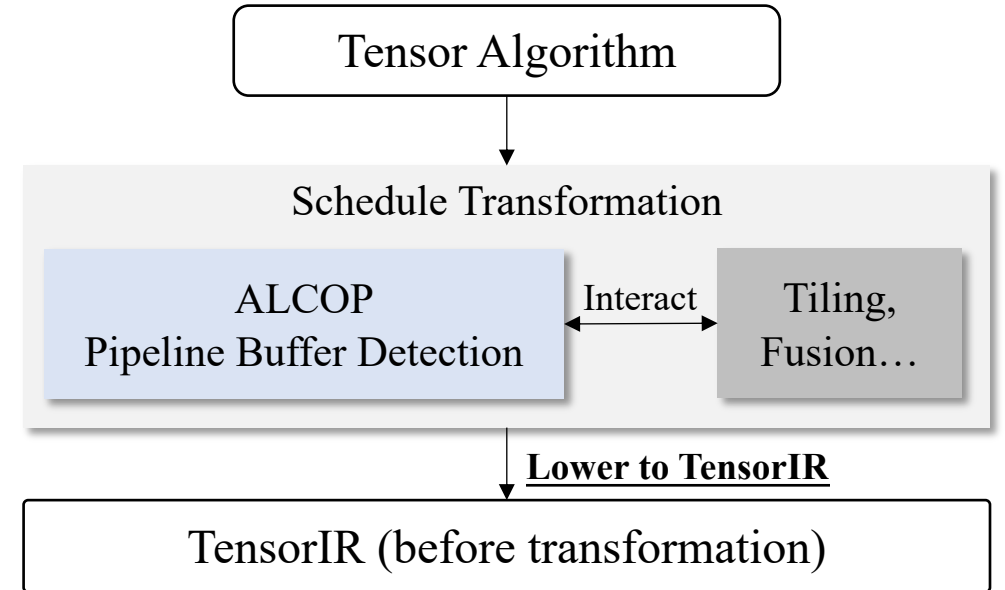 Tensor Algorithm
Schedule Transformation
ALCOP
Pipeline Buffer Detection
Interact
Tiling,
Fusion…
Lower to TensorIR
TensorIR (before transformation)